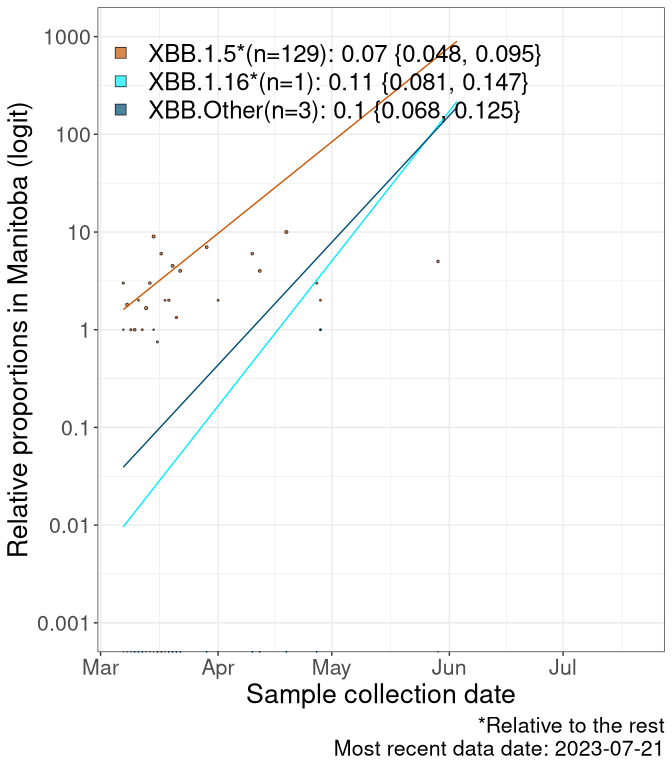 XBB.1.5*(n=129): 0.07 {0.048, 0.095}
XBB.1.16*(n=1): 0.11 {0.081, 0.147}
XBB.Other(n=3): 0.1 {0.068, 0.125}
Relative proportions in Manitoba (logit)
1000
100
10
1
0.1
0.01
0.001
Mar Apr May Jun Jul
Sample collection date
*Relative to the rest
Most recent data date: 2023-07-21